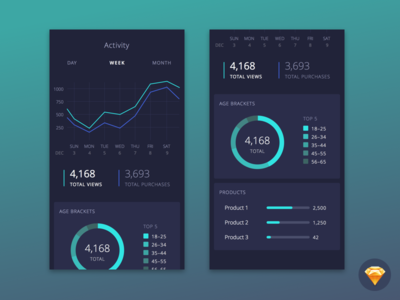 Activity
DAY WEEK MONTH
1000
750
500
250
SUN MON TUE WED THU FRI SAT SUN
DEC 3 4 5 6 7 8 9
4,168 3,693
TOTAL VIEWS TOTAL PURCHASES
AGE BRACKETS
TOP 5
18–25
26–34
35–44
45–55
4,168
TOTAL
SUN MON TUE WED THU FRI SAT
DEC 3 4 5 6 7 8 9
4,168 3,693
TOTAL VIEWS TOTAL PURCHASES
AGE BRACKETS
TOP 5
18–25
26–34
35–44
45–55
56–65
4,168
TOTAL
PRODUCTS
Product 1 2,500
Product 2 1,250
Product 3 42